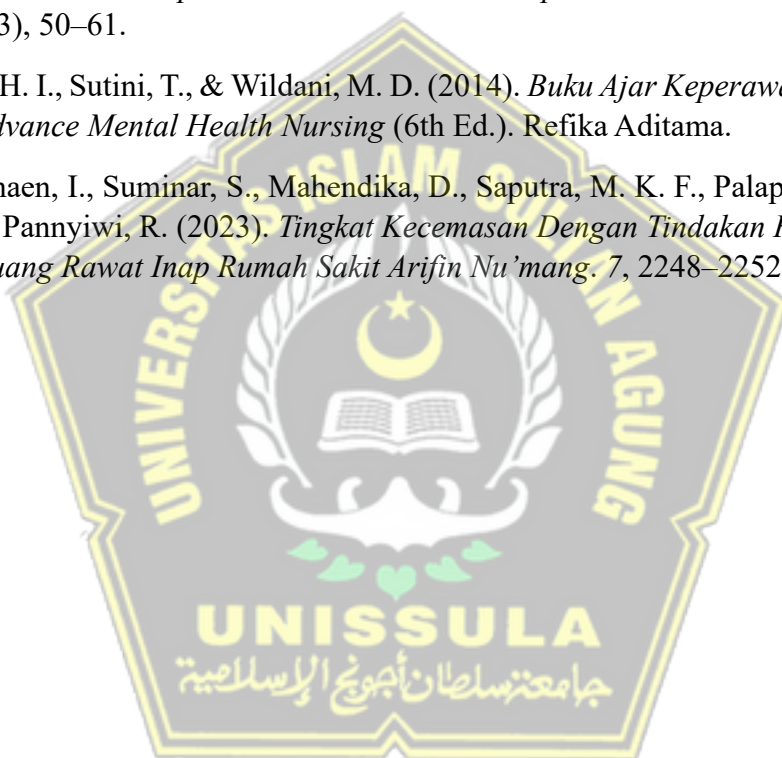 3), 50–61.
H. I., Sutini, T., & Wildani, M. D. (2014). Buku Ajar Keperawa
dvance Mental Health Nursing (6th Ed.). Refika Aditama.
naen, I., Suminar, S., Mahendika, D., Saputra, M. K. F., Palap
Pannyiwi, R. (2023). Tingkat Kecemasan Dengan Tindakan P
uang Rawat Inap Rumah Sakit Arifin Nu’mang. 7, 2248–2252
UNIVERSITAS ISLAM SULTAN AGUNG
UNISSULA
جامعة سلطان أجونج الإسلامية